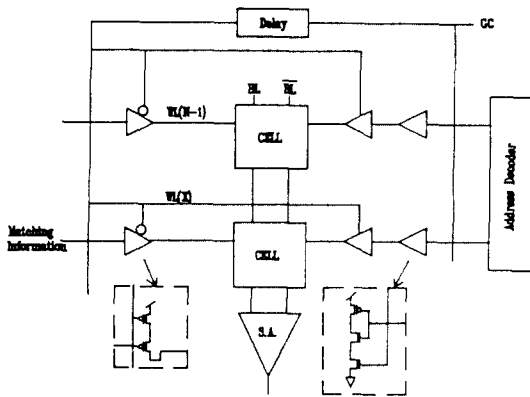 Delay
GC
BL
BL
WL(N-1)
CELL
WL(X)
Matching
Information
CELL
Address Decoder
S.A.